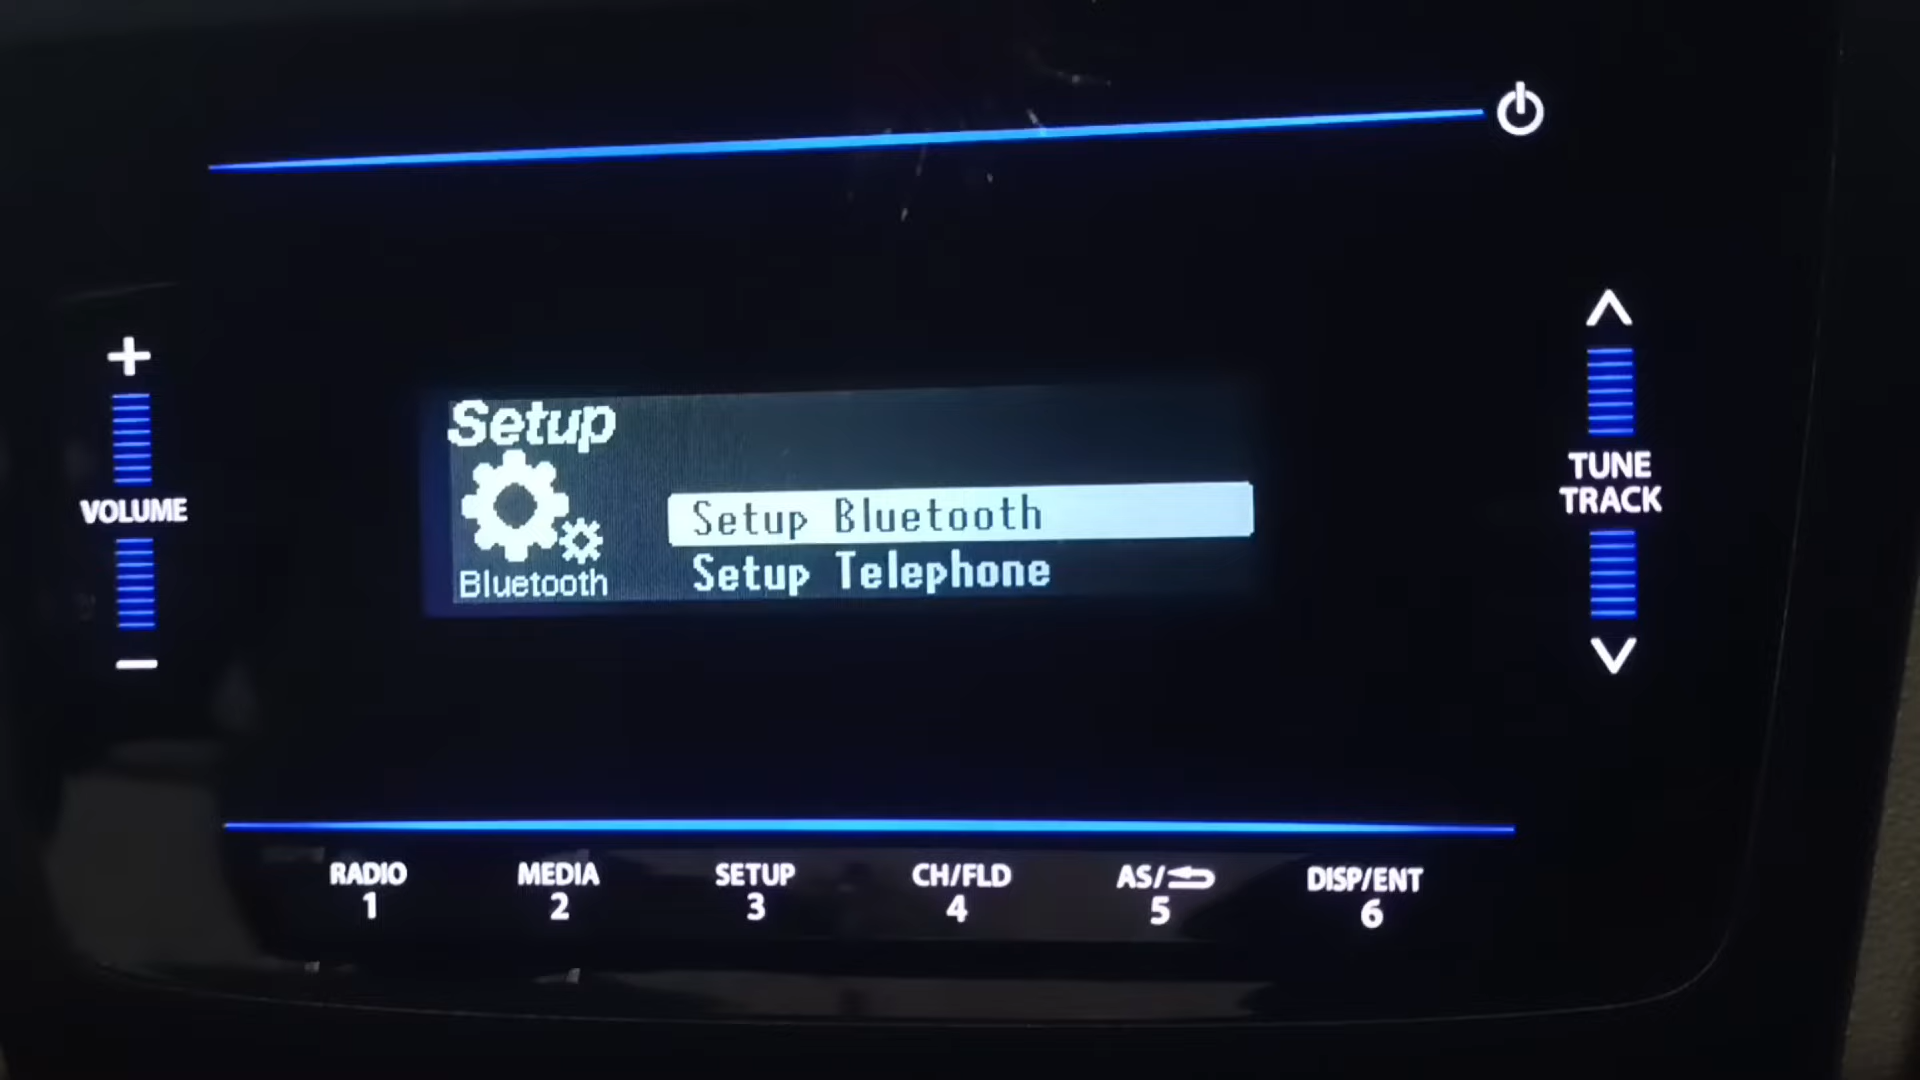 Setup
Setup Bluetooth
Setup Telephone
Bluetooth
+
VOLUME
−
TUNE
TRACK
RADIO
1
MEDIA
2
SETUP
3
CH/FLD
4
AS/
5
DISP/ENT
6